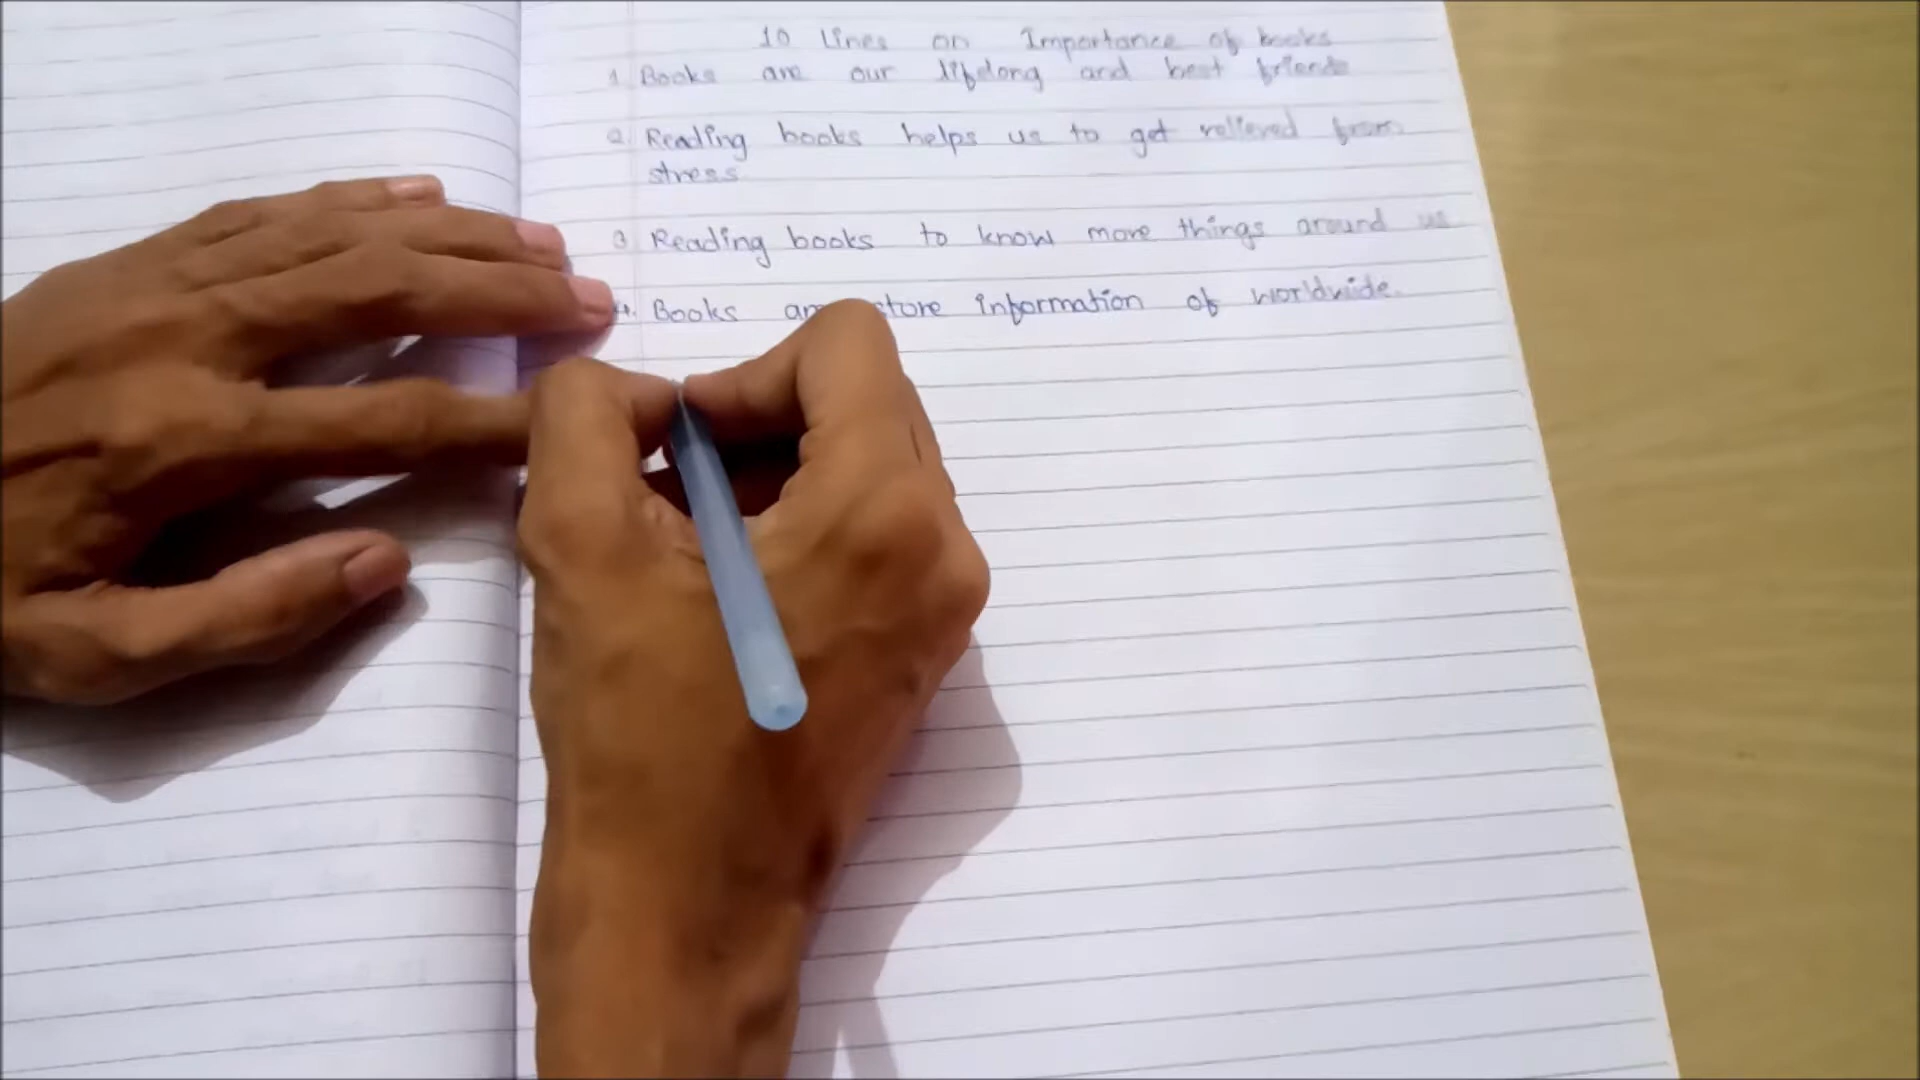 10 Lines on Importance of books
1 Books are our lifelong and best friends
2 Reading books helps us to get relieved from
stress
3 Reading books to know more things around us
4. Books are store information of worldwide.